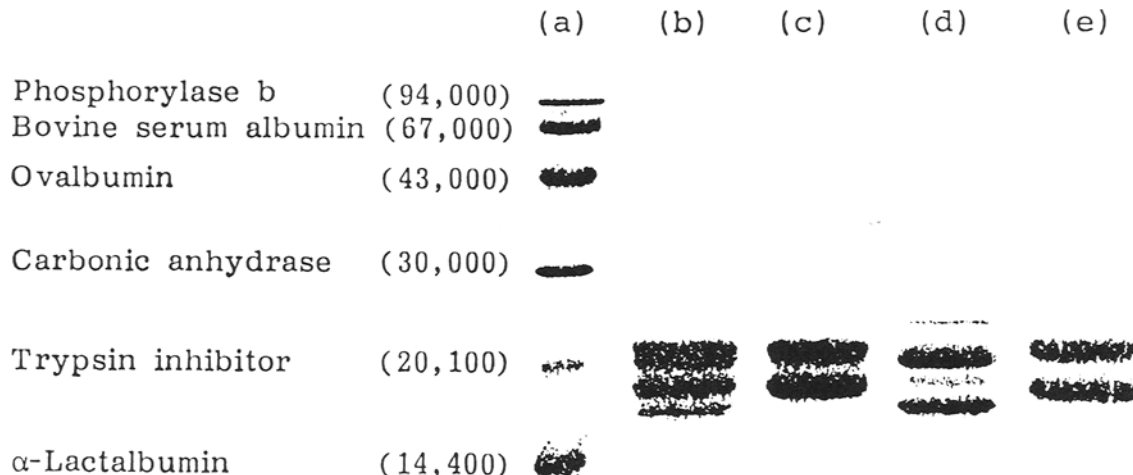 (a) (b) (c) (d) (e)
Phosphorylase b (94,000)
Bovine serum albumin (67,000)
Ovalbumin (43,000)
Carbonic anhydrase (30,000)
Trypsin inhibitor (20,100)
α-Lactalbumin (14,400)